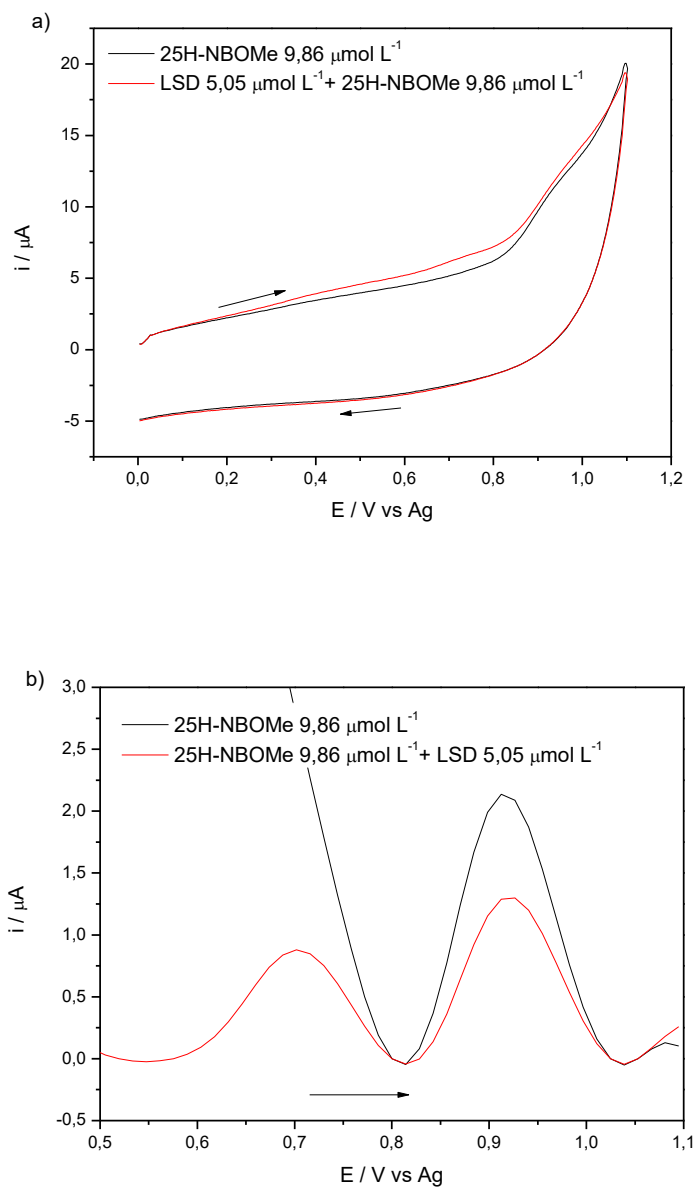 a)
25H-NBOMe 9,86 μmol L⁻¹
LSD 5,05 μmol L⁻¹+ 25H-NBOMe 9,86 μmol L⁻¹
20
15
10
5
0
-5
i / μA
0,0 0,2 0,4 0,6 0,8 1,0 1,2
E / V vs Ag
b)
3,0
25H-NBOMe 9,86 μmol L⁻¹
25H-NBOMe 9,86 μmol L⁻¹+ LSD 5,05 μmol L⁻¹
2,5
2,0
1,5
1,0
0,5
0,0
-0,5
i / μA
0,5 0,6 0,7 0,8 0,9 1,0 1,1
E / V vs Ag